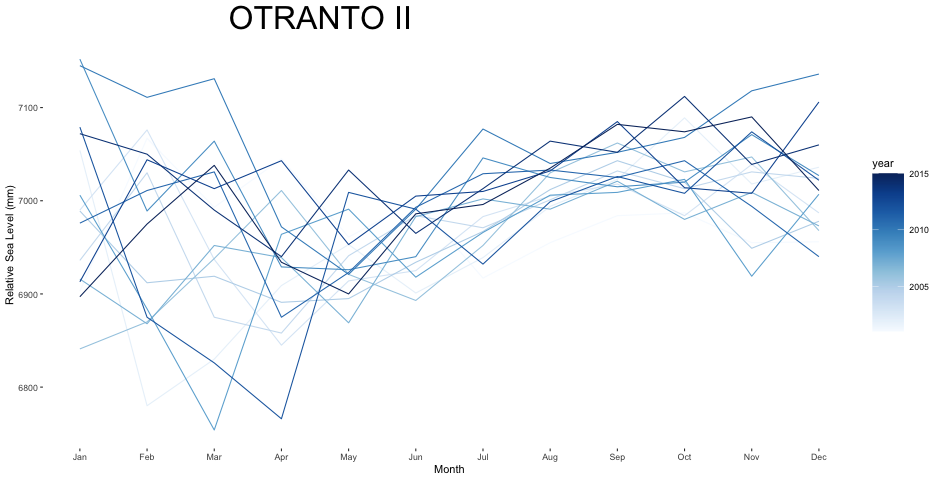 OTRANTO II
Relative Sea Level (mm)
7100
7000
6900
6800
Jan Feb Mar Apr May Jun Jul Aug Sep Oct Nov Dec
Month
year
2015
2010
2005